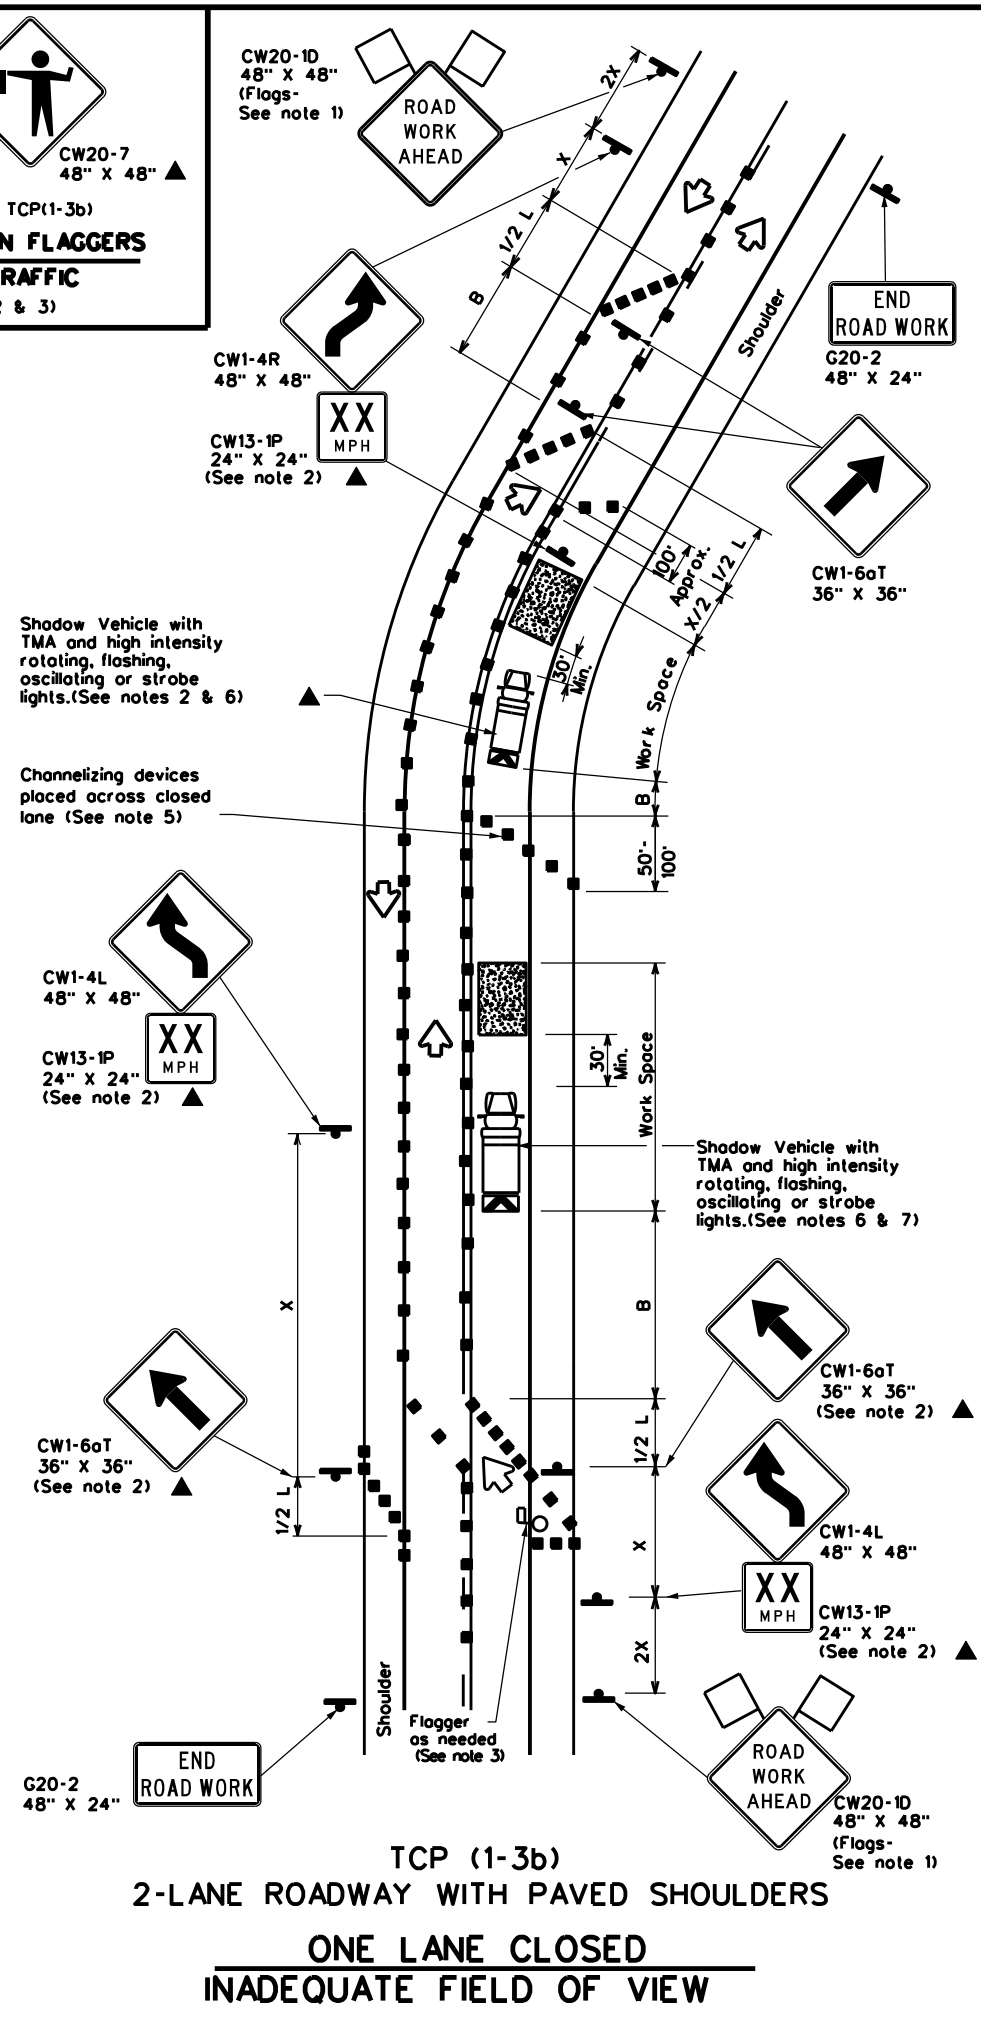 CW20-7
48" X 48"
TCP(1-3b)
N FLAGGERS
RAFFIC
& 3)
CW20-1D
48" X 48"
(Flags-
See note 1)
ROAD
WORK
AHEAD
2X
X
1/2 L
B
CW1-4R
48" X 48"
XX
MPH
CW13-1P
24" X 24"
(See note 2)
Shoulder
END
ROAD WORK
G20-2
48" X 24"
CW1-6aT
36" X 36"
100'
Approx.
1/2 L
X/2
30'
Min.
Work Space
B
50'-
100'
Shadow Vehicle with
TMA and high intensity
rotating, flashing,
oscillating or strobe
lights.(See notes 2 & 6)
Channelizing devices
placed across closed
lane (See note 5)
CW1-4L
48" X 48"
XX
MPH
CW13-1P
24" X 24"
(See note 2)
30'
Min.
Work Space
Shadow Vehicle with
TMA and high intensity
rotating, flashing,
oscillating or strobe
lights.(See notes 6 & 7)
X
B
CW1-6aT
36" X 36"
(See note 2)
1/2 L
CW1-6aT
36" X 36"
(See note 2)
1/2 L
X
CW1-4L
48" X 48"
XX
MPH
CW13-1P
24" X 24"
(See note 2)
2X
Shoulder
Flagger
as needed
(See note 3)
END
ROAD WORK
G20-2
48" X 24"
ROAD
WORK
AHEAD
CW20-1D
48" X 48"
(Flags-
See note 1)
TCP (1-3b)
2-LANE ROADWAY WITH PAVED SHOULDERS
ONE LANE CLOSED
INADEQUATE FIELD OF VIEW